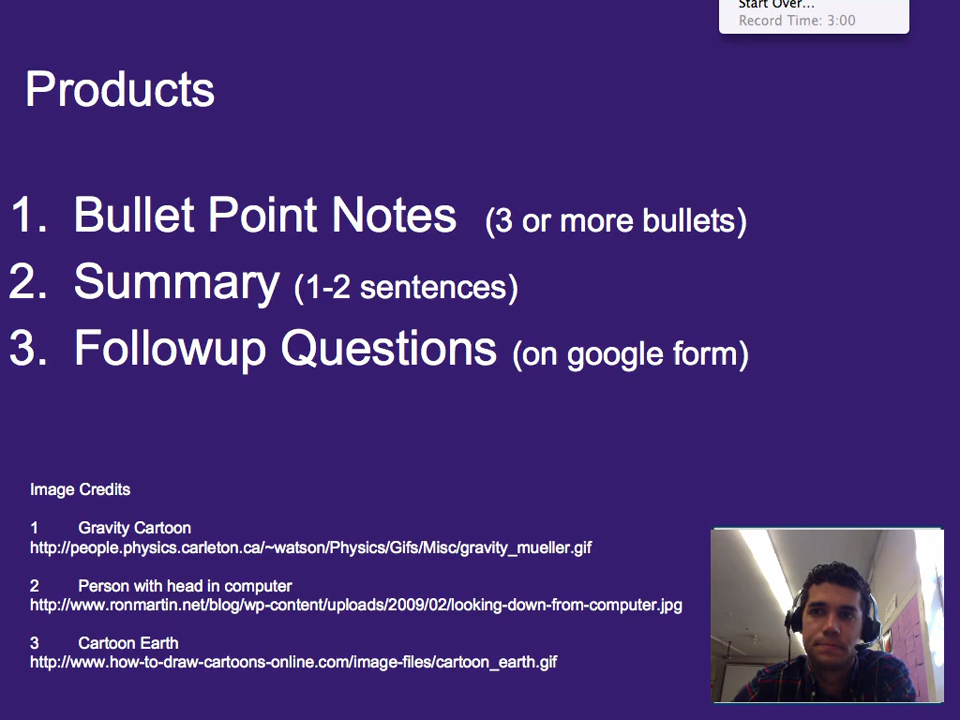 Start Over...
Record Time: 3:00
Products
1. Bullet Point Notes (3 or more bullets)
2. Summary (1-2 sentences)
3. Followup Questions (on google form)
Image Credits
1 Gravity Cartoon
http://people.physics.carleton.ca/~watson/Physics/Gifs/Misc/gravity_mueller.gif
2 Person with head in computer
http://www.ronmartin.net/blog/wp-content/uploads/2009/02/looking-down-from-computer.jpg
3 Cartoon Earth
http://www.how-to-draw-cartoons-online.com/image-files/cartoon_earth.gif